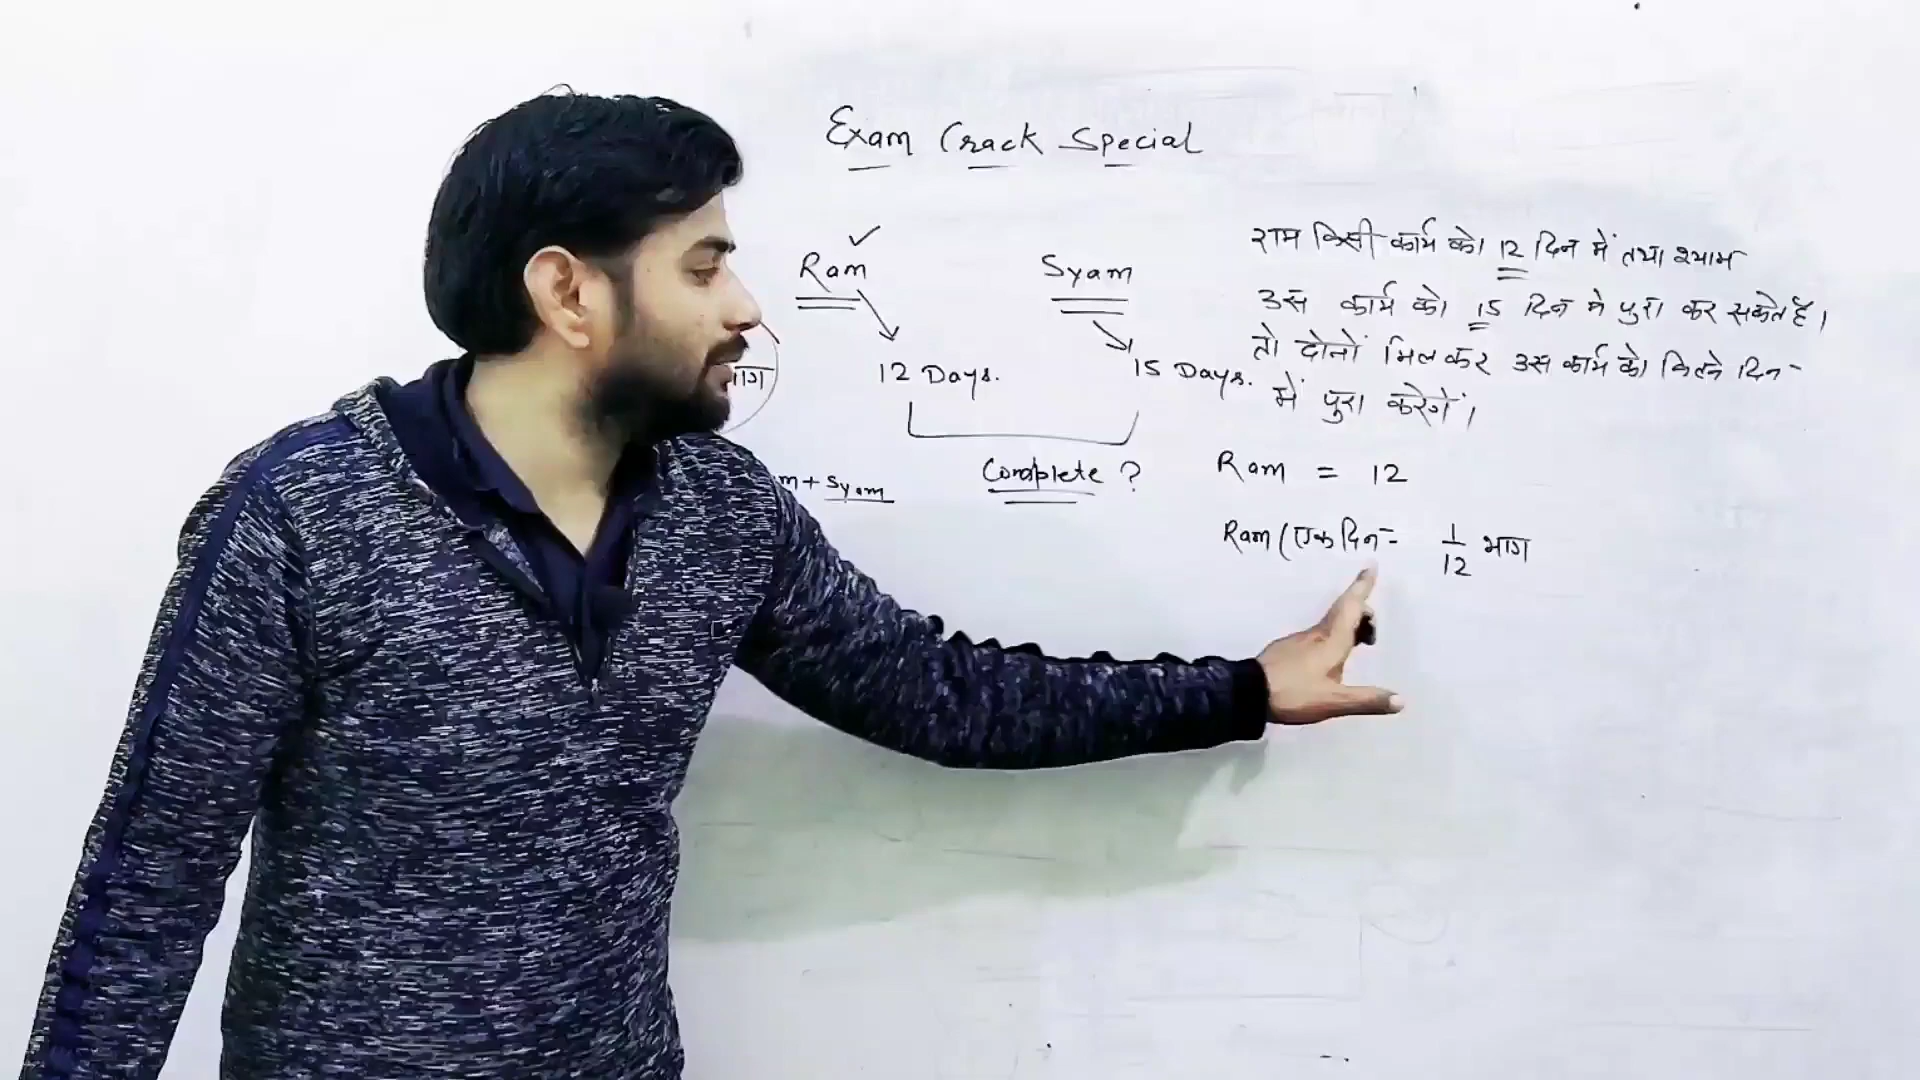 Exam Crack Special
Ram
Syam
12 Days.
15 Days.
भाग
m + Syam
Complete ?
राम किसी कार्य को 12 दिन में तथा श्याम
उस कार्य को 15 दिन मे पुरा कर सकते हैं।
तो दोनों मिलकर उस कार्य को कितने दिन
में पुरा करेगें।
Ram = 12
Ram (एक दिन = 1/12 भाग